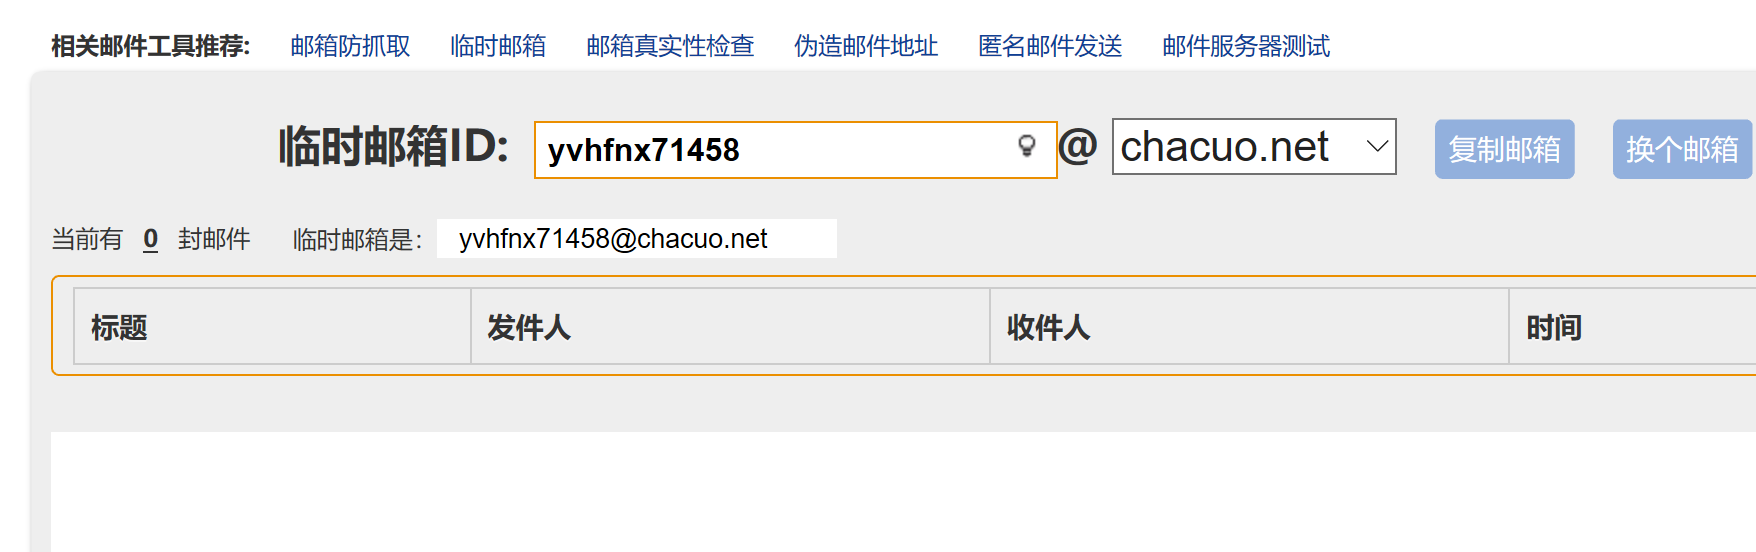 相关邮件工具推荐: 邮箱防抓取 临时邮箱 邮箱真实性检查 伪造邮件地址 匿名邮件发送 邮件服务器测试
临时邮箱ID: yvhfnx71458 @ chacuo.net 复制邮箱 换个邮箱
当前有 0 封邮件 临时邮箱是： yvhfnx71458@chacuo.net
标题 发件人 收件人 时间